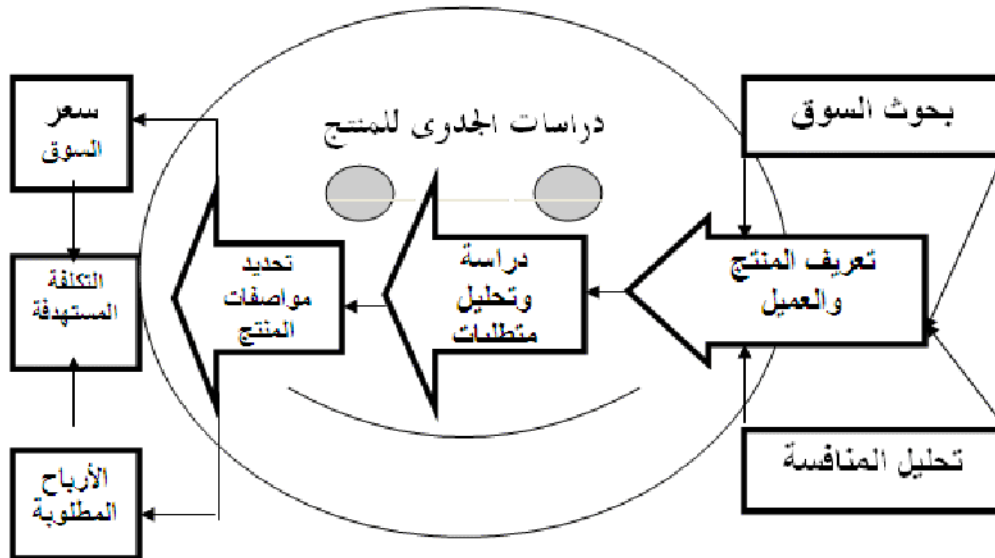 دراسات الجدوى للمنتج
بحوث السوق
تعريف المنتج
والعميل
تحليل المنافسة
دراسة
وتحليل
متطلبات
تحديد
مواصفات
المنتج
سعر
السوق
التكلفة
المستهدفة
الأرباح
المطلوبة